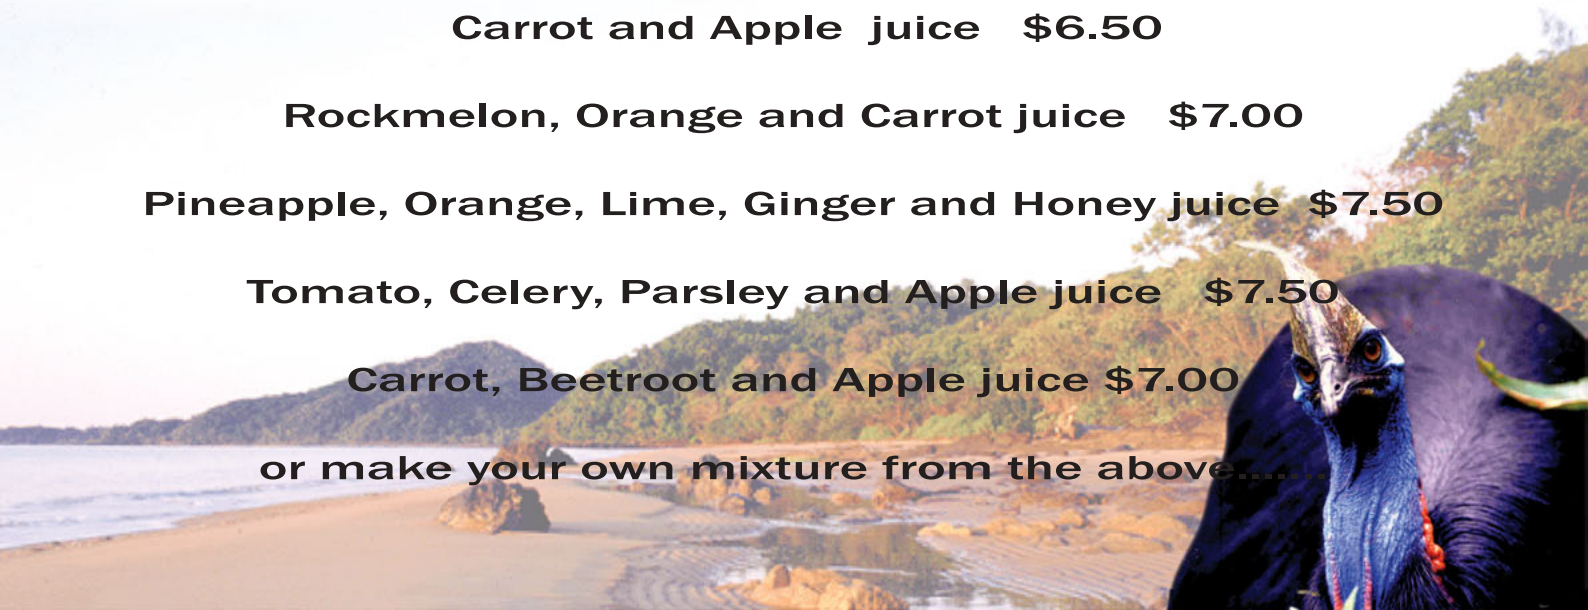 Carrot and Apple juice $6.50
Rockmelon, Orange and Carrot juice $7.00
Pineapple, Orange, Lime, Ginger and Honey juice $7.50
Tomato, Celery, Parsley and Apple juice $7.50
Carrot, Beetroot and Apple juice $7.00
or make your own mixture from the above.......